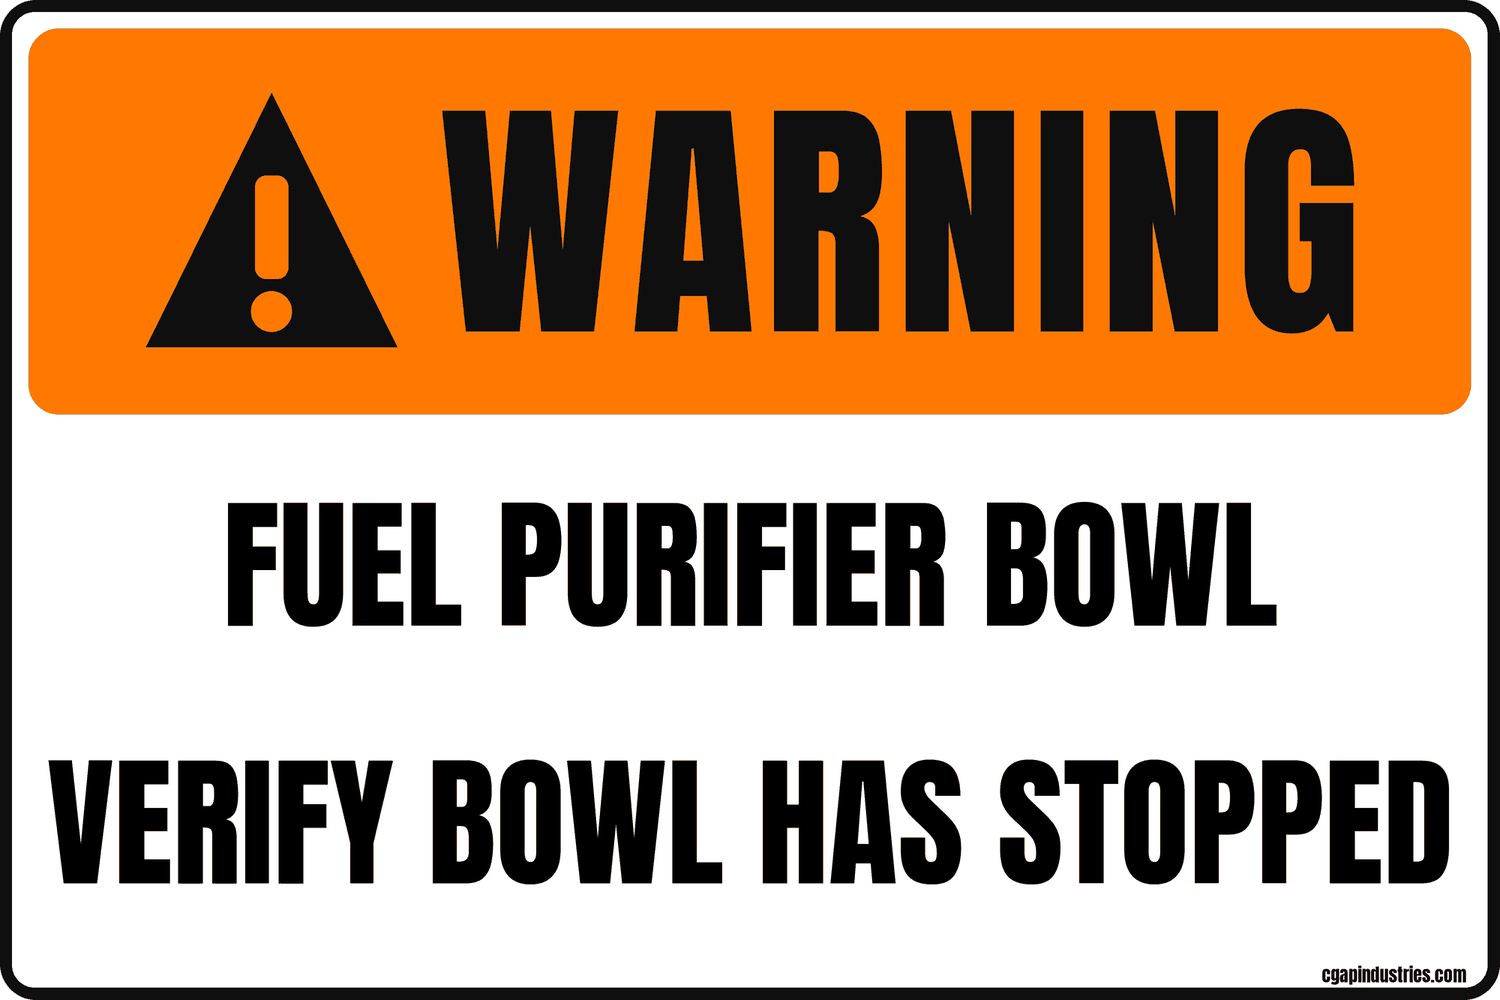 WARNING
FUEL PURIFIER BOWL
VERIFY BOWL HAS STOPPED
cgapindustries.com